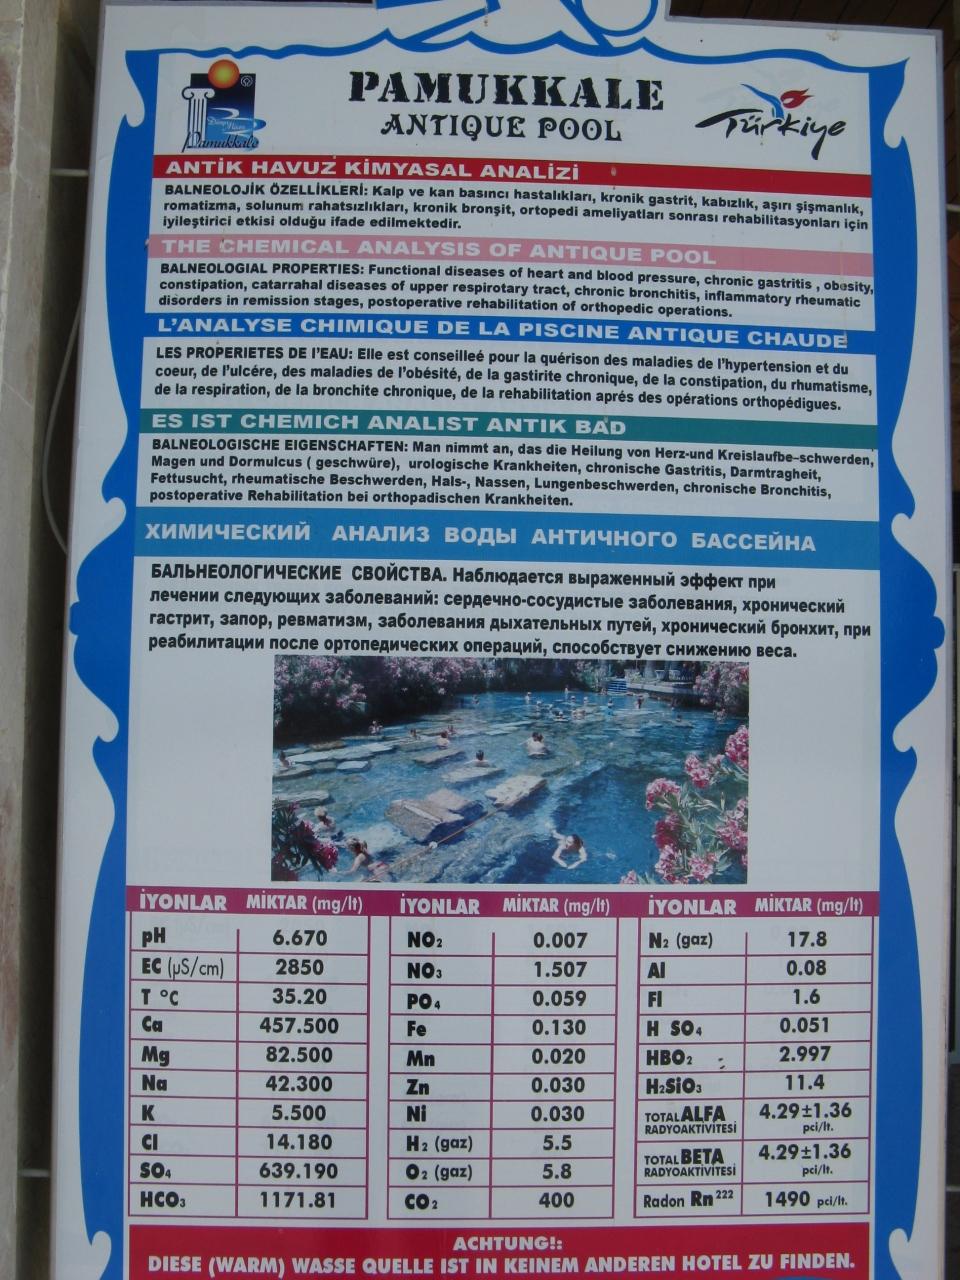 PAMUKKALE
ANTIQUE POOL
Pamukkale
Türkiye
ANTİK HAVUZ KİMYASAL ANALİZİ
BALNEOLOJİK ÖZELLİKLERİ: Kalp ve kan basıncı hastalıkları, kronik gastrit, kabızlık, aşırı şişmanlık,
romatizma, solunum rahatsızlıkları, kronik bronşit, ortopedi ameliyatları sonrası rehabilitasyonları için
iyileştirici etkisi olduğu ifade edilmektedir.
THE CHEMICAL ANALYSIS OF ANTIQUE POOL
BALNEOLOGIAL PROPERTIES: Functional diseases of heart and blood pressure, chronic gastritis , obesity,
constipation, catarrahal diseases of upper respirotary tract, chronic bronchitis, inflammatory rheumatic
disorders in remission stages, postoperative rehabilitation of orthopedic operations.
L'ANALYSE CHIMIQUE DE LA PISCINE ANTIQUE CHAUDE
LES PROPERIETES DE l'EAU: Elle est conseilleé pour la quérison des maladies de l'hypertension et du
coeur, de l'ulcére, des maladies de l'obésité, de la gastirite chronique, de la constipation, du rhumatisme,
de la respiration, de la bronchite chronique, de la rehabilitation aprés des opérations orthopédigues.
ES IST CHEMICH ANALIST ANTIK BAD
BALNEOLOGISCHE EIGENSCHAFTEN: Man nimmt an, das die Heilung von Herz-und Kreislaufbe-schwerden,
Magen und Dormulcus ( geschwüre), urologische Krankheiten, chronische Gastritis, Darmtragheit,
Fettusucht, rheumatische Beschwerden, Hals-, Nassen, Lungenbeschwerden, chronische Bronchitis,
postoperative Rehabilitation bei orthopadischen Krankheiten.
ХИМИЧЕСКИЙ АНАЛИЗ ВОДЫ АНТИЧНОГО БАССЕЙНА
БАЛЬНЕОЛОГИЧЕСКИЕ СВОЙСТВА. Наблюдается выраженный эффект при
лечении следующих заболеваний: сердечно-сосудистые заболевания, хронический
гастрит, запор, ревматизм, заболевания дыхательных путей, хронический бронхит, при
реабилитации после ортопедических операций, способствует снижению веса.
İYONLAR MİKTAR (mg/lt)
pH 6.670
EC (µS/cm) 2850
T °C 35.20
Ca 457.500
Mg 82.500
Na 42.300
K 5.500
Cl 14.180
SO₄ 639.190
HCO₃ 1171.81
İYONLAR MİKTAR (mg/lt)
NO₂ 0.007
NO₃ 1.507
PO₄ 0.059
Fe 0.130
Mn 0.020
Zn 0.030
Ni 0.030
H₂ (gaz) 5.5
O₂ (gaz) 5.8
CO₂ 400
İYONLAR MİKTAR (mg/lt)
N₂ (gaz) 17.8
Al 0.08
Fl 1.6
H SO₄ 0.051
HBO₂ 2.997
H₂SiO₃ 11.4
TOTAL ALFA RADYOAKTİVİTESİ 4.29±1.36 pci/lt.
TOTAL BETA RADYOAKTİVİTESİ 4.29±1.36 pci/lt.
Radon Rn²²² 1490 pci/lt.
ACHTUNG!:
DIESE (WARM) WASSE QUELLE IST IN KEINEM ANDEREN HOTEL ZU FINDEN.